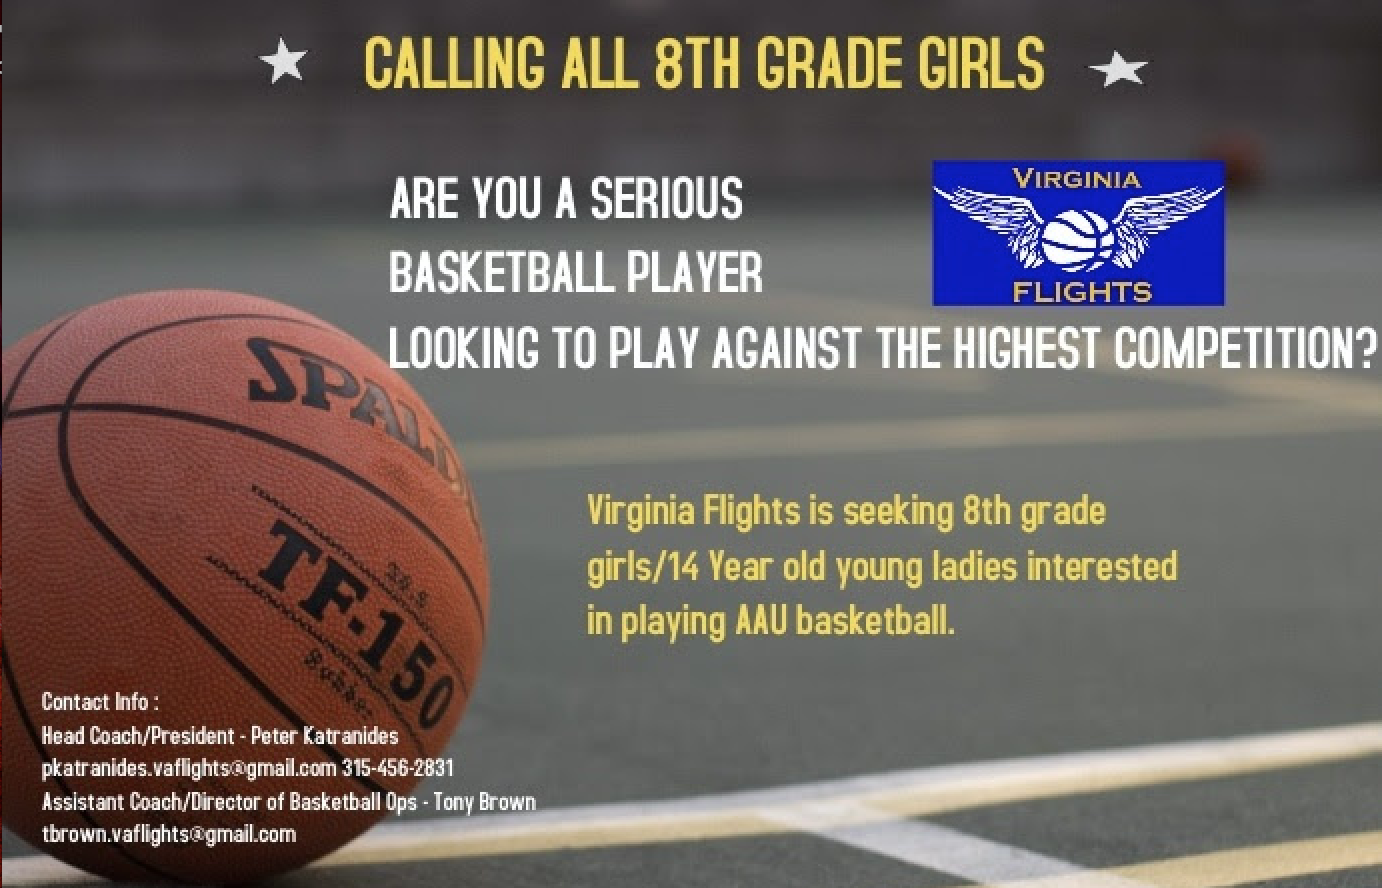 CALLING ALL 8TH GRADE GIRLS
ARE YOU A SERIOUS
BASKETBALL PLAYER
LOOKING TO PLAY AGAINST THE HIGHEST COMPETITION?
VIRGINIA
FLIGHTS
SPALD
TF-150
Virginia Flights is seeking 8th grade
girls/14 Year old young ladies interested
in playing AAU basketball.
Contact Info :
Head Coach/President - Peter Katranides
pkatranides.vaflights@gmail.com 315-456-2831
Assistant Coach/Director of Basketball Ops - Tony Brown
tbrown.vaflights@gmail.com